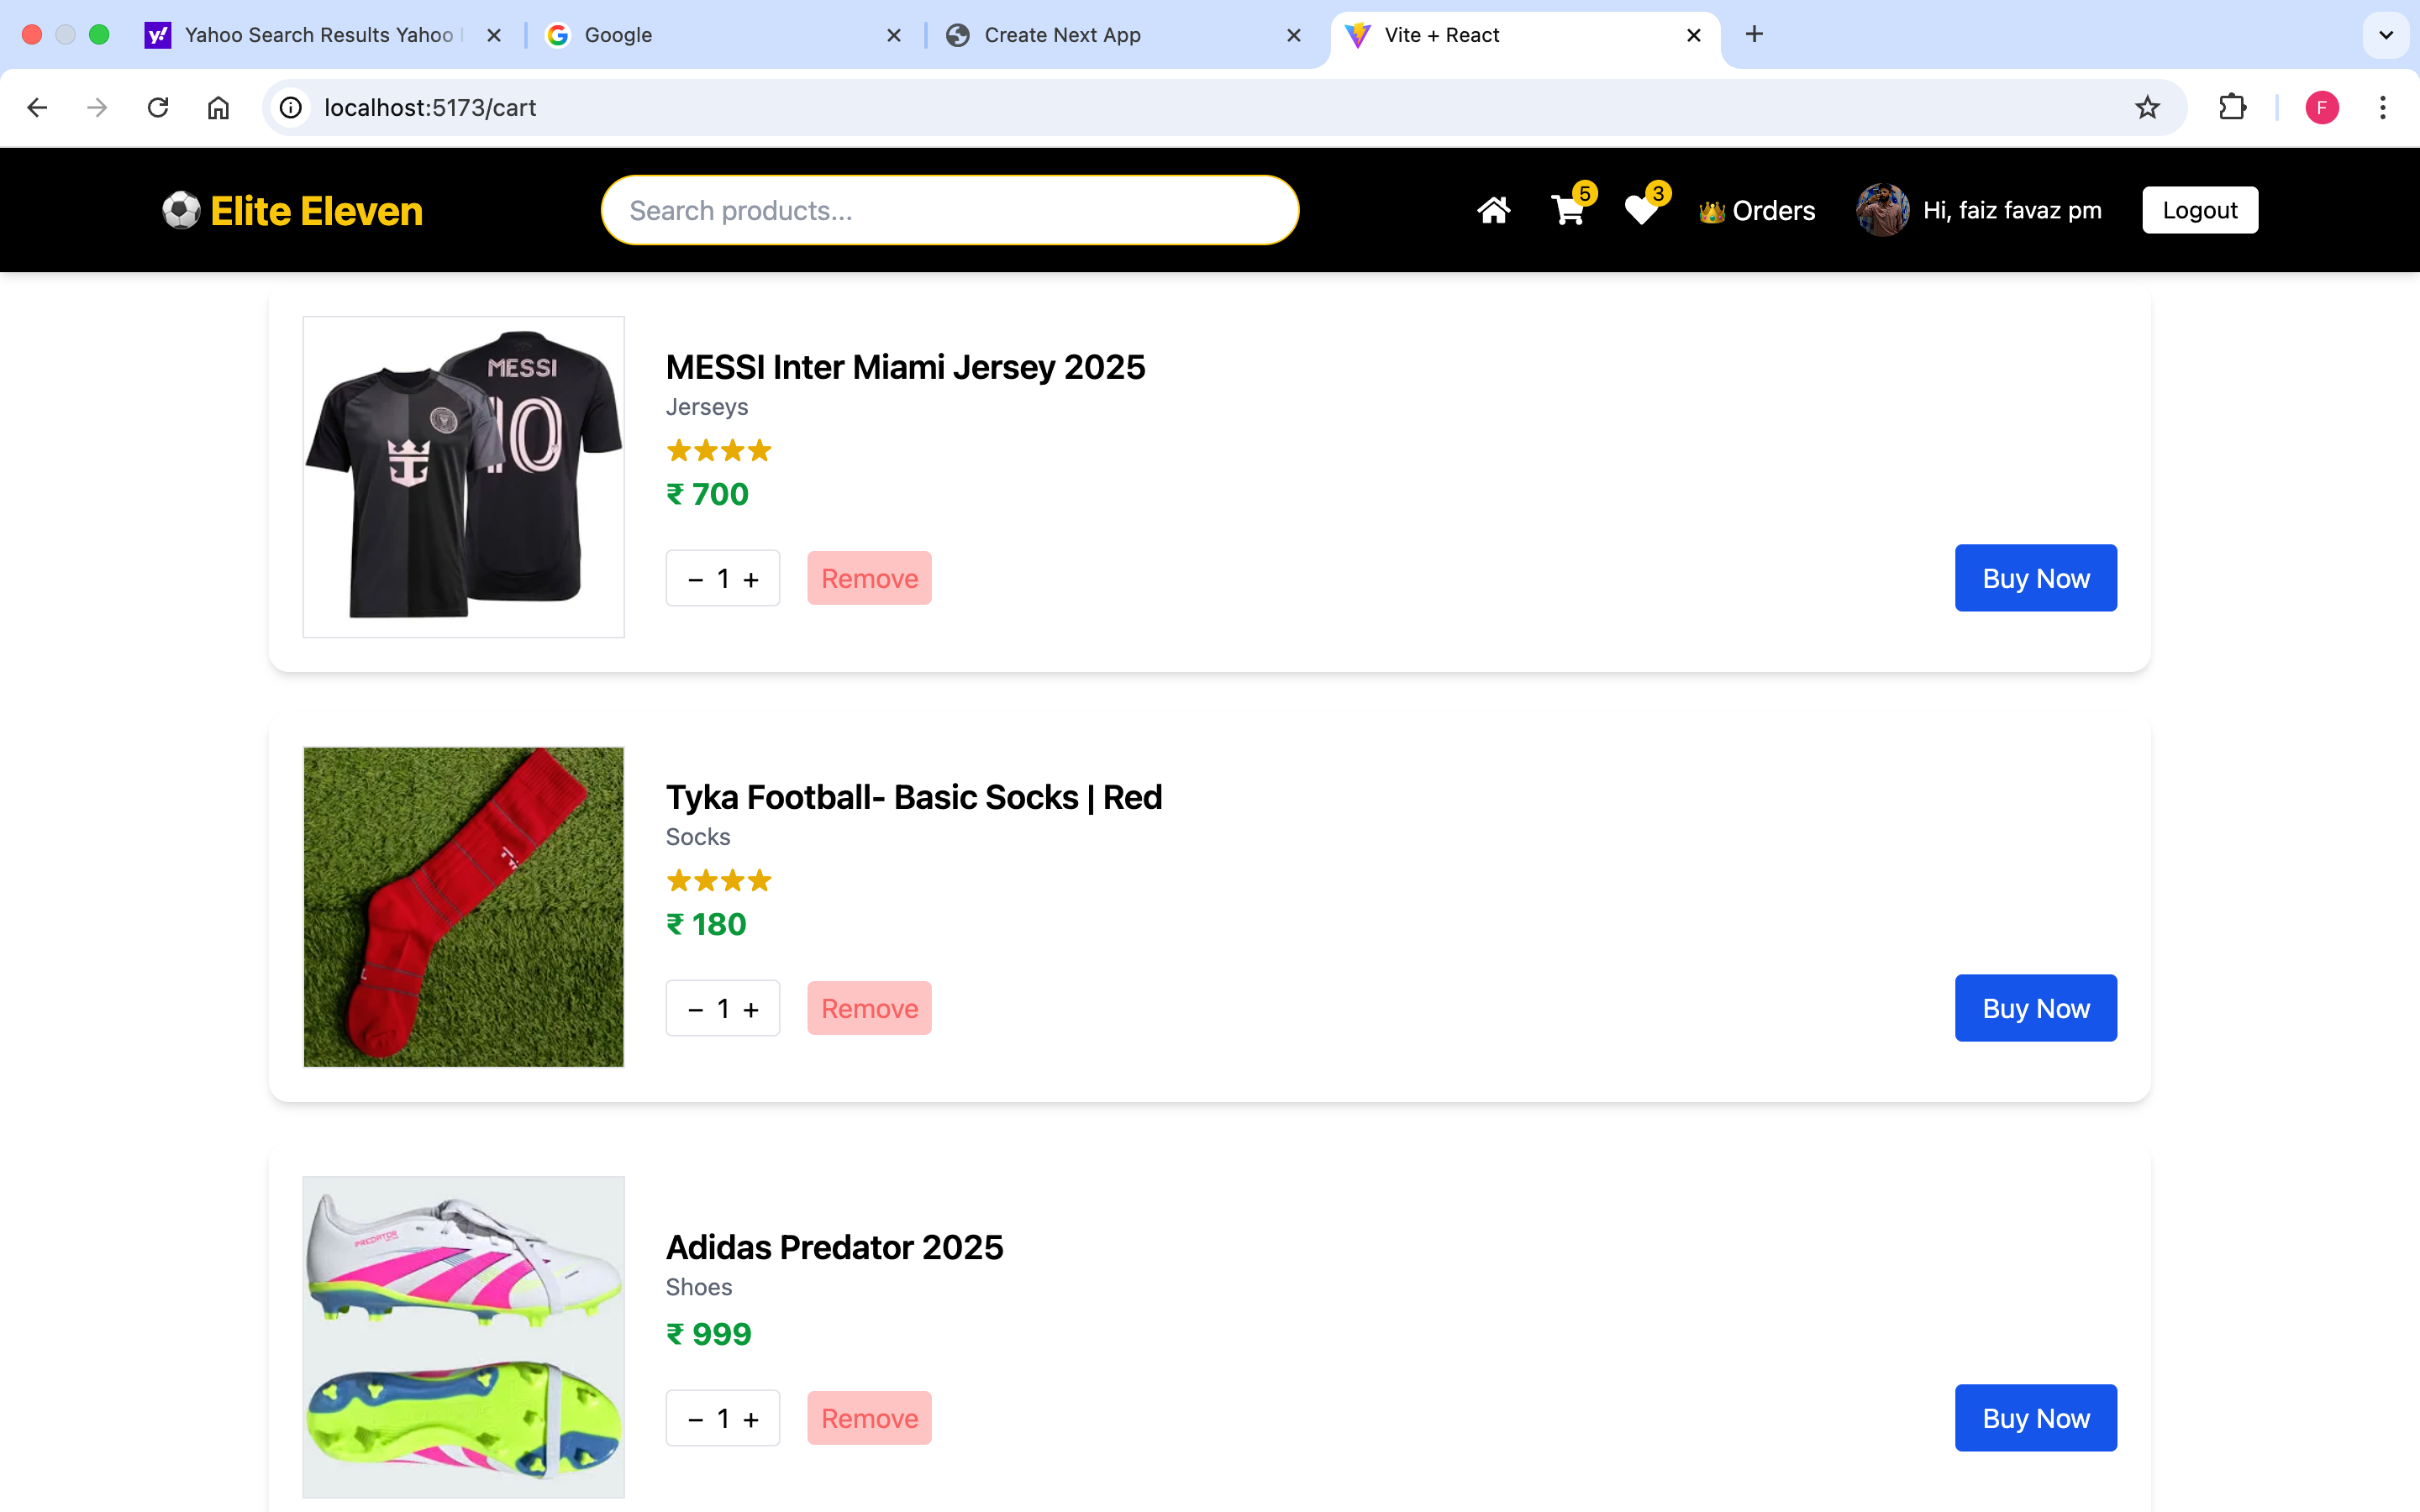 Yahoo Search Results Yahoo
Google
Create Next App
Vite + React
localhost:5173/cart
F
Elite Eleven
Search products...
5
3
Orders
Hi, faiz favaz pm
Logout
MESSI
10
MESSI Inter Miami Jersey 2025
Jerseys
₹ 700
− 1 +
Remove
Buy Now
Tyka Football- Basic Socks | Red
Socks
₹ 180
− 1 +
Remove
Buy Now
PREDATOR
Adidas Predator 2025
Shoes
₹ 999
− 1 +
Remove
Buy Now